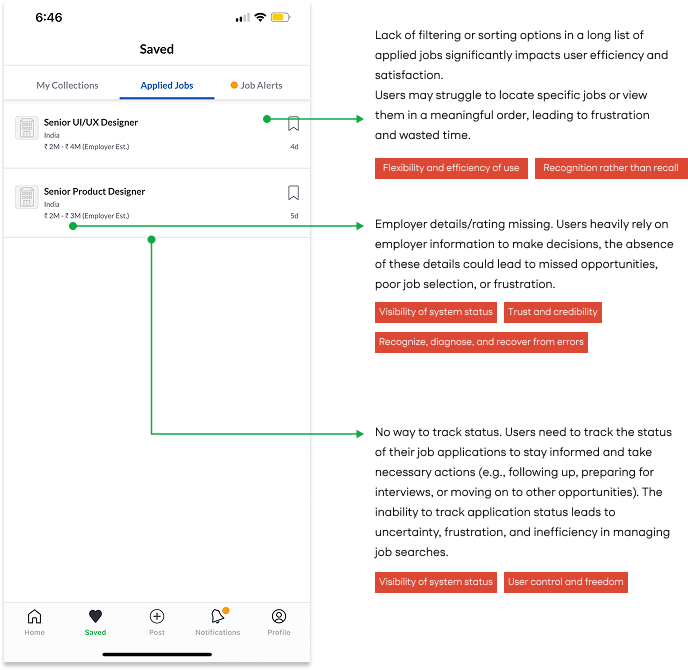 6:46
Saved
My Collections
Applied Jobs
Job Alerts
Senior UI/UX Designer
India
₹ 2M - ₹ 4M (Employer Est.)
4d
Senior Product Designer
India
₹ 2M - ₹ 3M (Employer Est.)
5d
Home
Saved
Post
Notifications
Profile
Lack of filtering or sorting options in a long list of
applied jobs significantly impacts user efficiency and
satisfaction.
Users may struggle to locate specific jobs or view
them in a meaningful order, leading to frustration
and wasted time.
Flexibility and efficiency of use
Recognition rather than recall
Employer details/rating missing. Users heavily rely on
employer information to make decisions, the absence
of these details could lead to missed opportunities,
poor job selection, or frustration.
Visibility of system status
Trust and credibility
Recognize, diagnose, and recover from errors
No way to track status. Users need to track the status
of their job applications to stay informed and take
necessary actions (e.g., following up, preparing for
interviews, or moving on to other opportunities). The
inability to track application status leads to
uncertainty, frustration, and inefficiency in managing
job searches.
Visibility of system status
User control and freedom